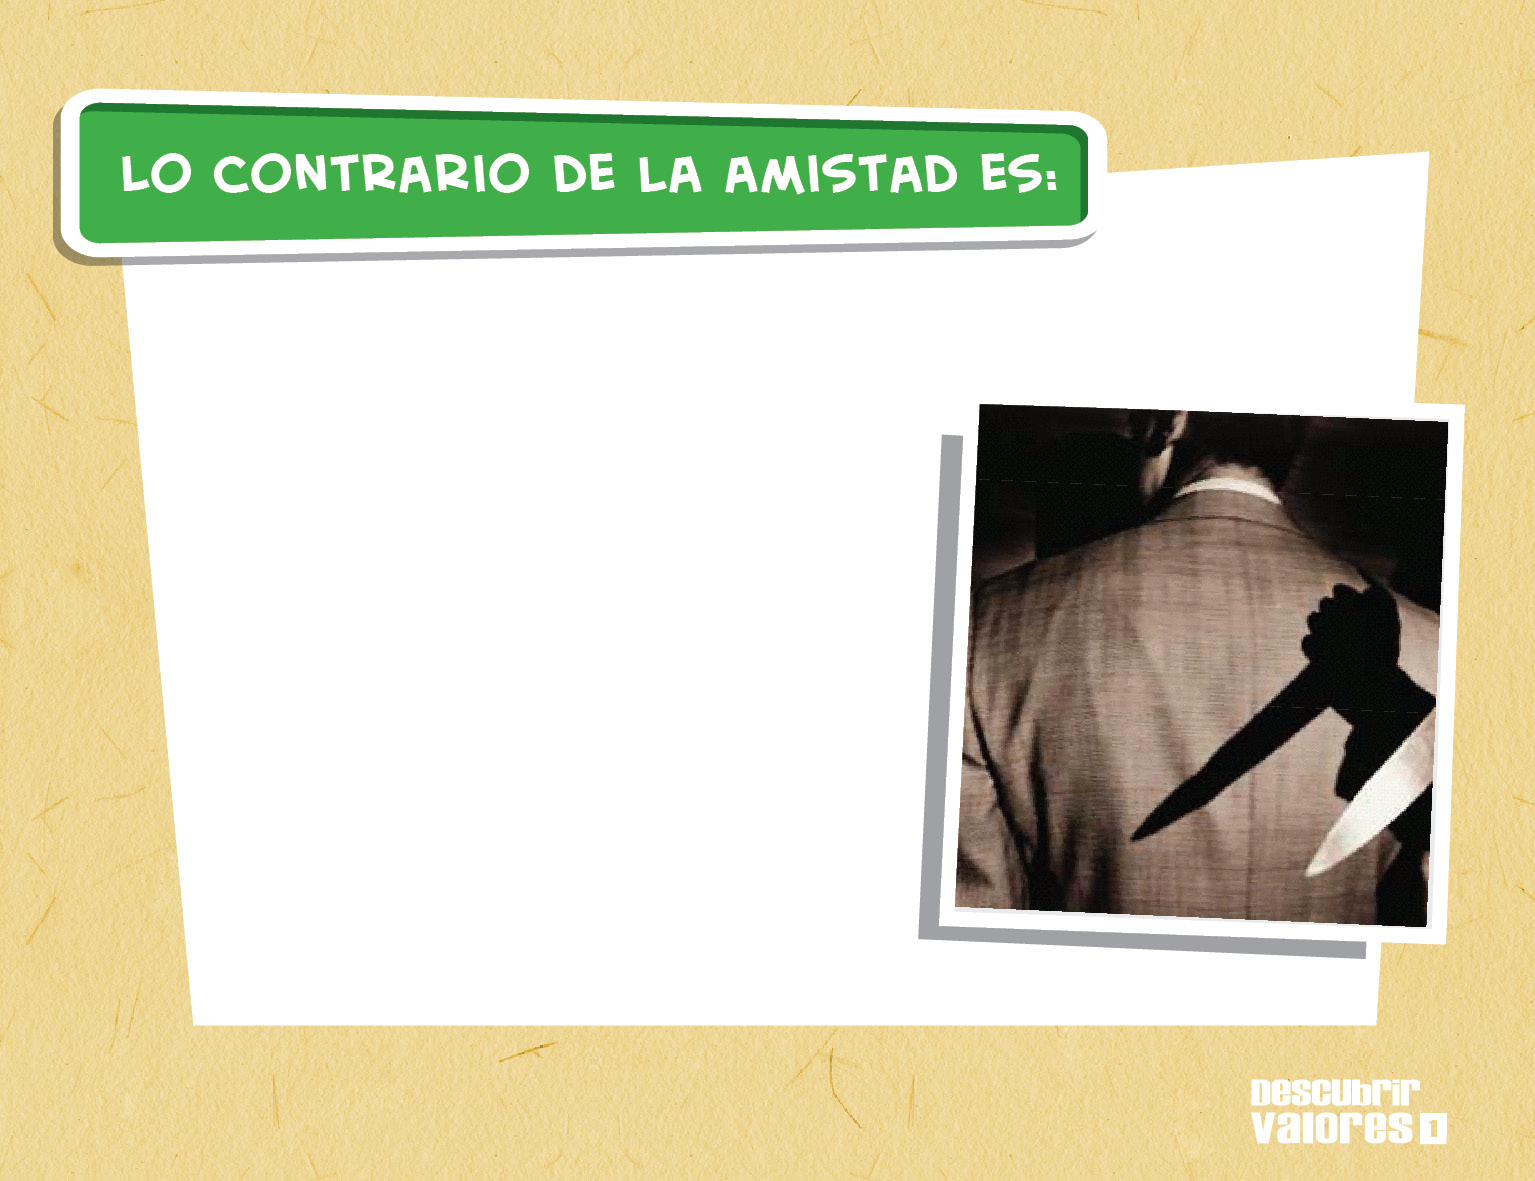 LO CONTRARIO DE LA AMISTAD ES:
Descubrir
valores 1